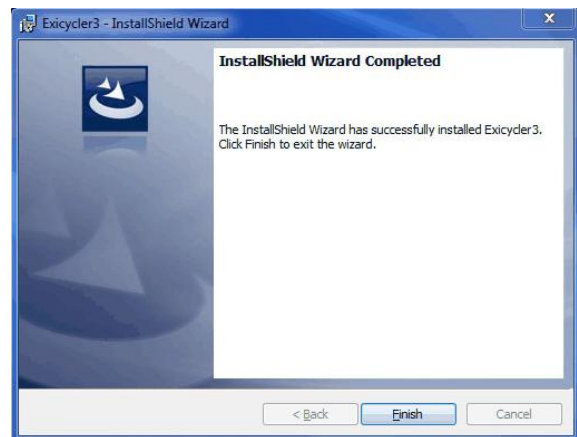 Exicycler3 - InstallShield Wizard
InstallShield Wizard Completed
The InstallShield Wizard has successfully installed Exicycler3.
Click Finish to exit the wizard.
< Back
Finish
Cancel